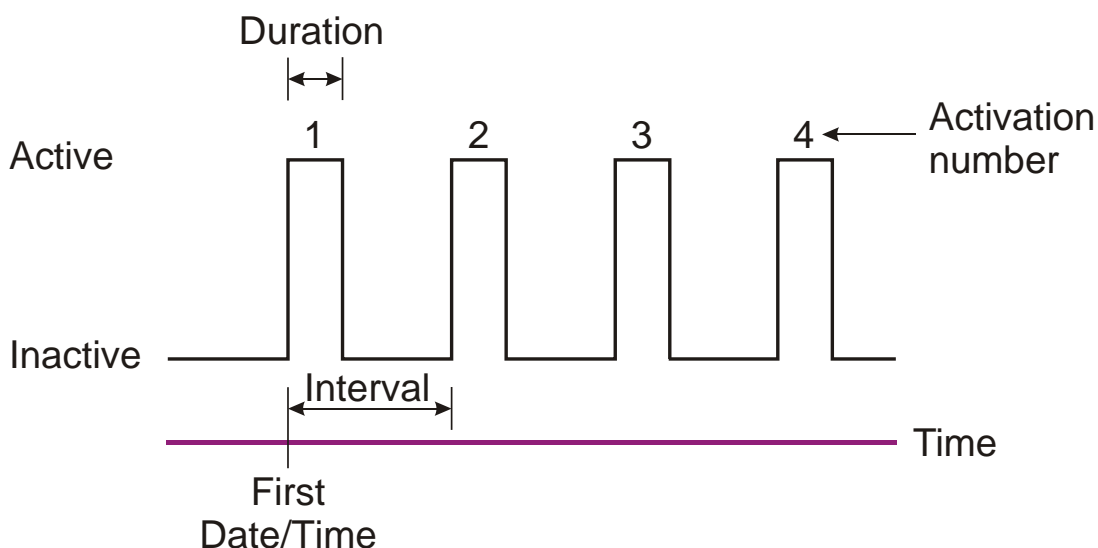 Duration
1
2
3
4
Activation
number
Active
Inactive
Interval
Time
First
Date/Time